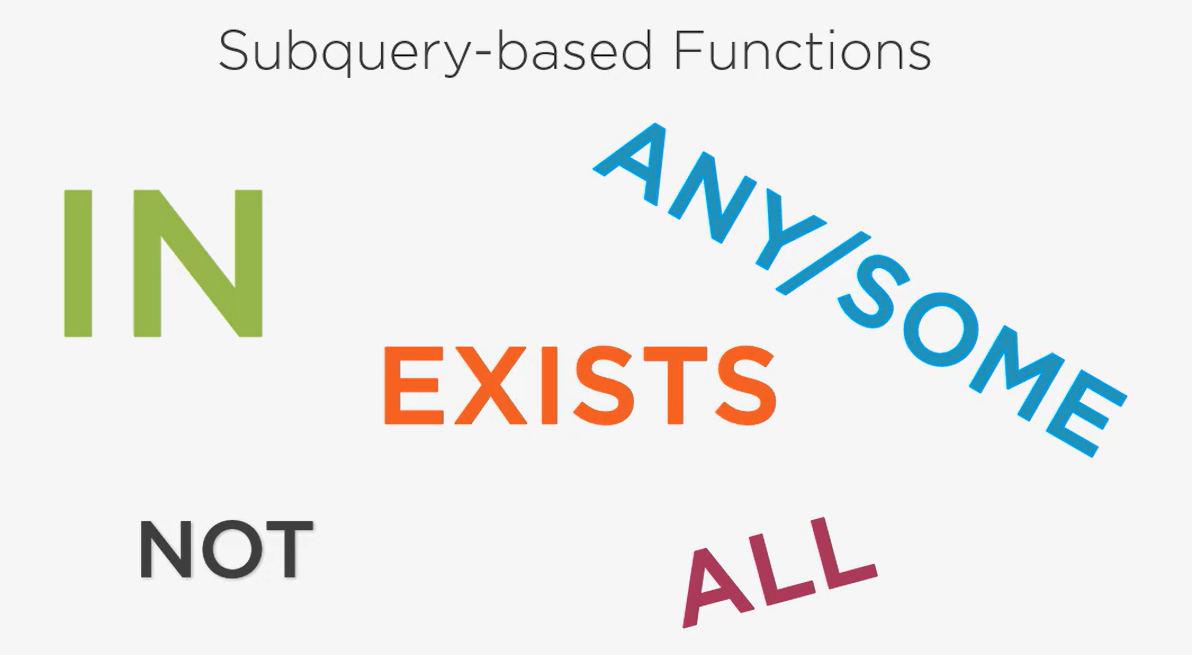 Subquery-based Functions
IN
ANY/SOME
EXISTS
NOT
ALL